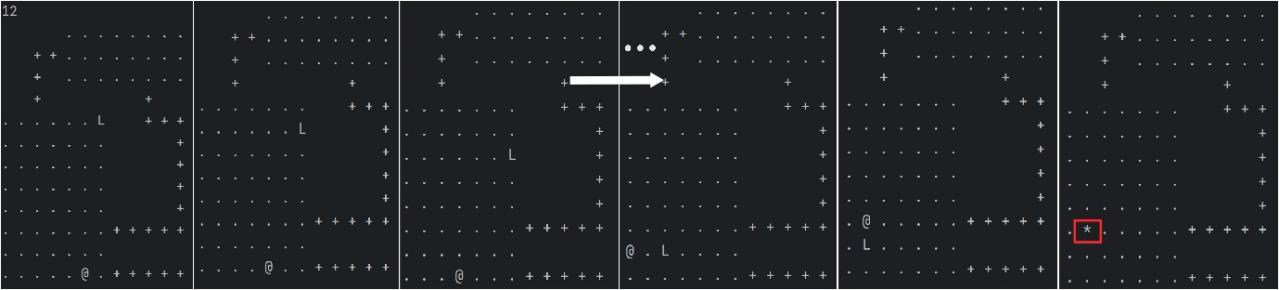 12
. . . . . . . .
+ + . . . . . . . .
+ . . . . . . . .
+ +
. . . . . . L + + +
. . . . . . . +
. . . . . . . +
. . . . . . . +
. . . . . . . +
. . . . . . . + + + + +
. . . . . . .
. . . . . @ . + + + + +
. . . . . . . .
+ + . . . . . . . .
+ . . . . . . . .
+ +
. . . . . . . + + +
. . . . . . L +
. . . . . . . +
. . . . . . . +
. . . . . . . +
. . . . . . . + + + + +
. . . . . . .
. . . . @ . . + + + + +
. . . . . . . .
+ + . . . . . . . .
+ . . . . . . . .
+ +
. . . . . . . + + +
. . . . . . . +
. . . . . . L +
. . . . . . . +
. . . . . . . +
. . . . . . . + + + + +
. . . . . . .
. . . @ . . . + + + + +
. . . . . . . .
+ + . . . . . . . .
+ . . . . . . . .
+ +
. . . . . . . + + +
. . . . . . . +
. . . . . . . +
. . . . . . . +
. . . . . . . +
. . . . . . . + + + + +
@ . L . . . .
. . . . . . . + + + + +
. . . . . . . .
+ + . . . . . . . .
+ . . . . . . . .
+ +
. . . . . . . + + +
. . . . . . . +
. . . . . . . +
. . . . . . . +
. . . . . . . +
. @ . . . . . + + + + +
. L . . . . .
. . . . . . . + + + + +
. . . . . . . .
+ + . . . . . . . .
+ . . . . . . . .
+ +
. . . . . . . + + +
. . . . . . . +
. . . . . . . +
. . . . . . . +
. . . . . . . +
. * . . . . . + + + + +
. . . . . . .
. . . . . . . + + + + +